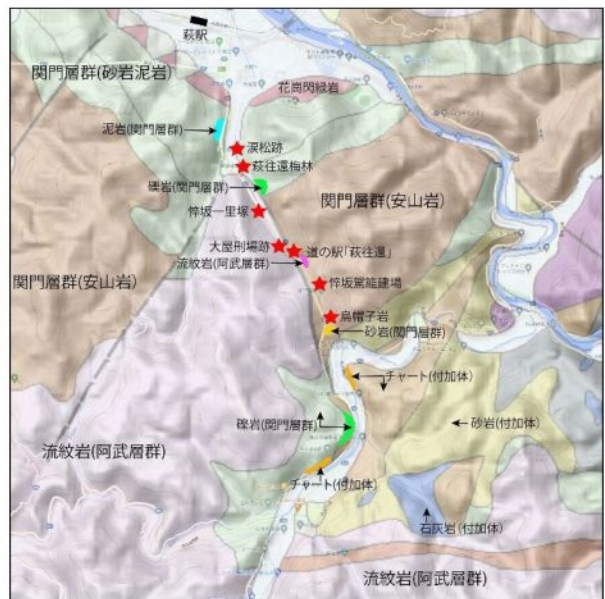 萩駅
関門層群(砂岩泥岩)
花崗閃緑岩
泥岩(関門層群)
涙松跡
萩往還梅林
礫岩(関門層群)
関門層群(安山岩)
悴坂一里塚
大屋刑場跡
道の駅「萩往還」
流紋岩(阿武層群)
関門層群(安山岩)
悴坂駕籠建場
烏帽子岩
砂岩(関門層群)
チャート(付加体)
礫岩(関門層群)
砂岩(付加体)
流紋岩(阿武層群)
チャート(付加体)
石灰岩(付加体)
流紋岩(阿武層群)